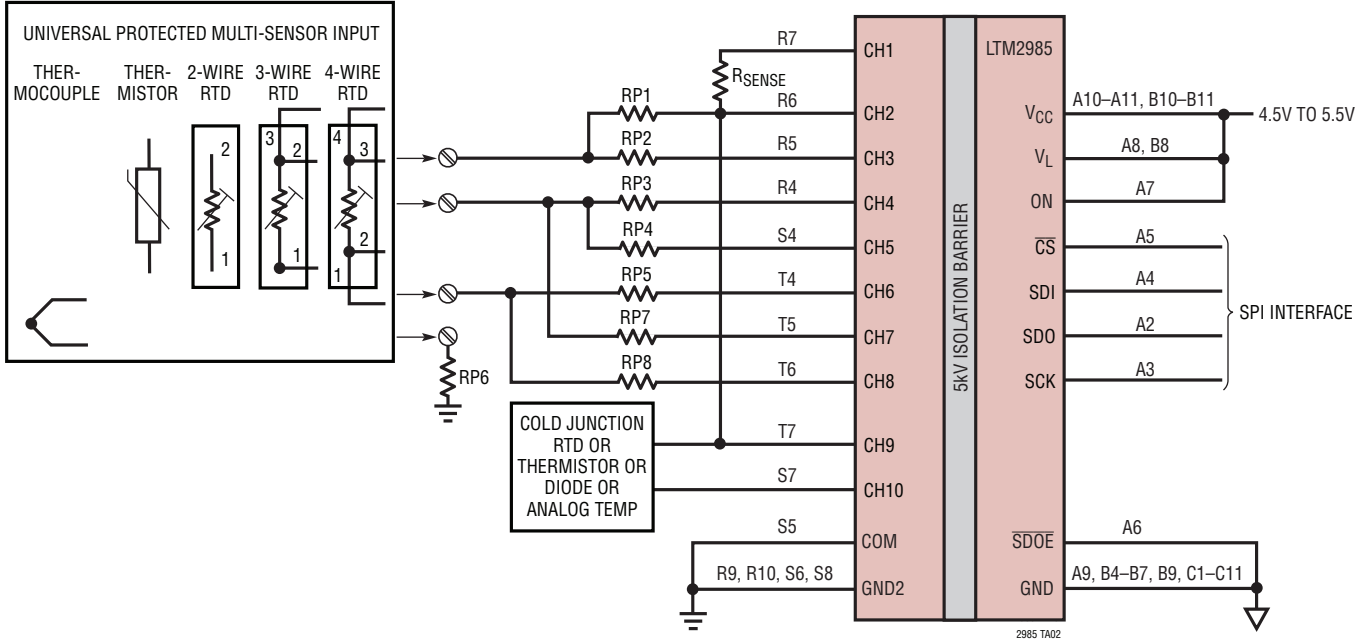 UNIVERSAL PROTECTED MULTI-SENSOR INPUT
THER-
MOCOUPLE
THER-
MISTOR
2-WIRE
RTD
3-WIRE
RTD
4-WIRE
RTD
2
1
3
2
1
4
3
2
1
RP1
RP2
RP3
RP4
RP5
RP7
RP8
RP6
RSENSE
COLD JUNCTION
RTD OR
THERMISTOR OR
DIODE OR
ANALOG TEMP
R7
R6
R5
R4
S4
T4
T5
T6
T7
S7
S5
R9, R10, S6, S8
CH1
CH2
CH3
CH4
CH5
CH6
CH7
CH8
CH9
CH10
COM
GND2
5kV ISOLATION BARRIER
LTM2985
VCC
VL
ON
CS
SDI
SDO
SCK
SDOE
GND
A10–A11, B10–B11
A8, B8
A7
A5
A4
A2
A3
A6
A9, B4–B7, B9, C1–C11
4.5V TO 5.5V
SPI INTERFACE
2985 TA02